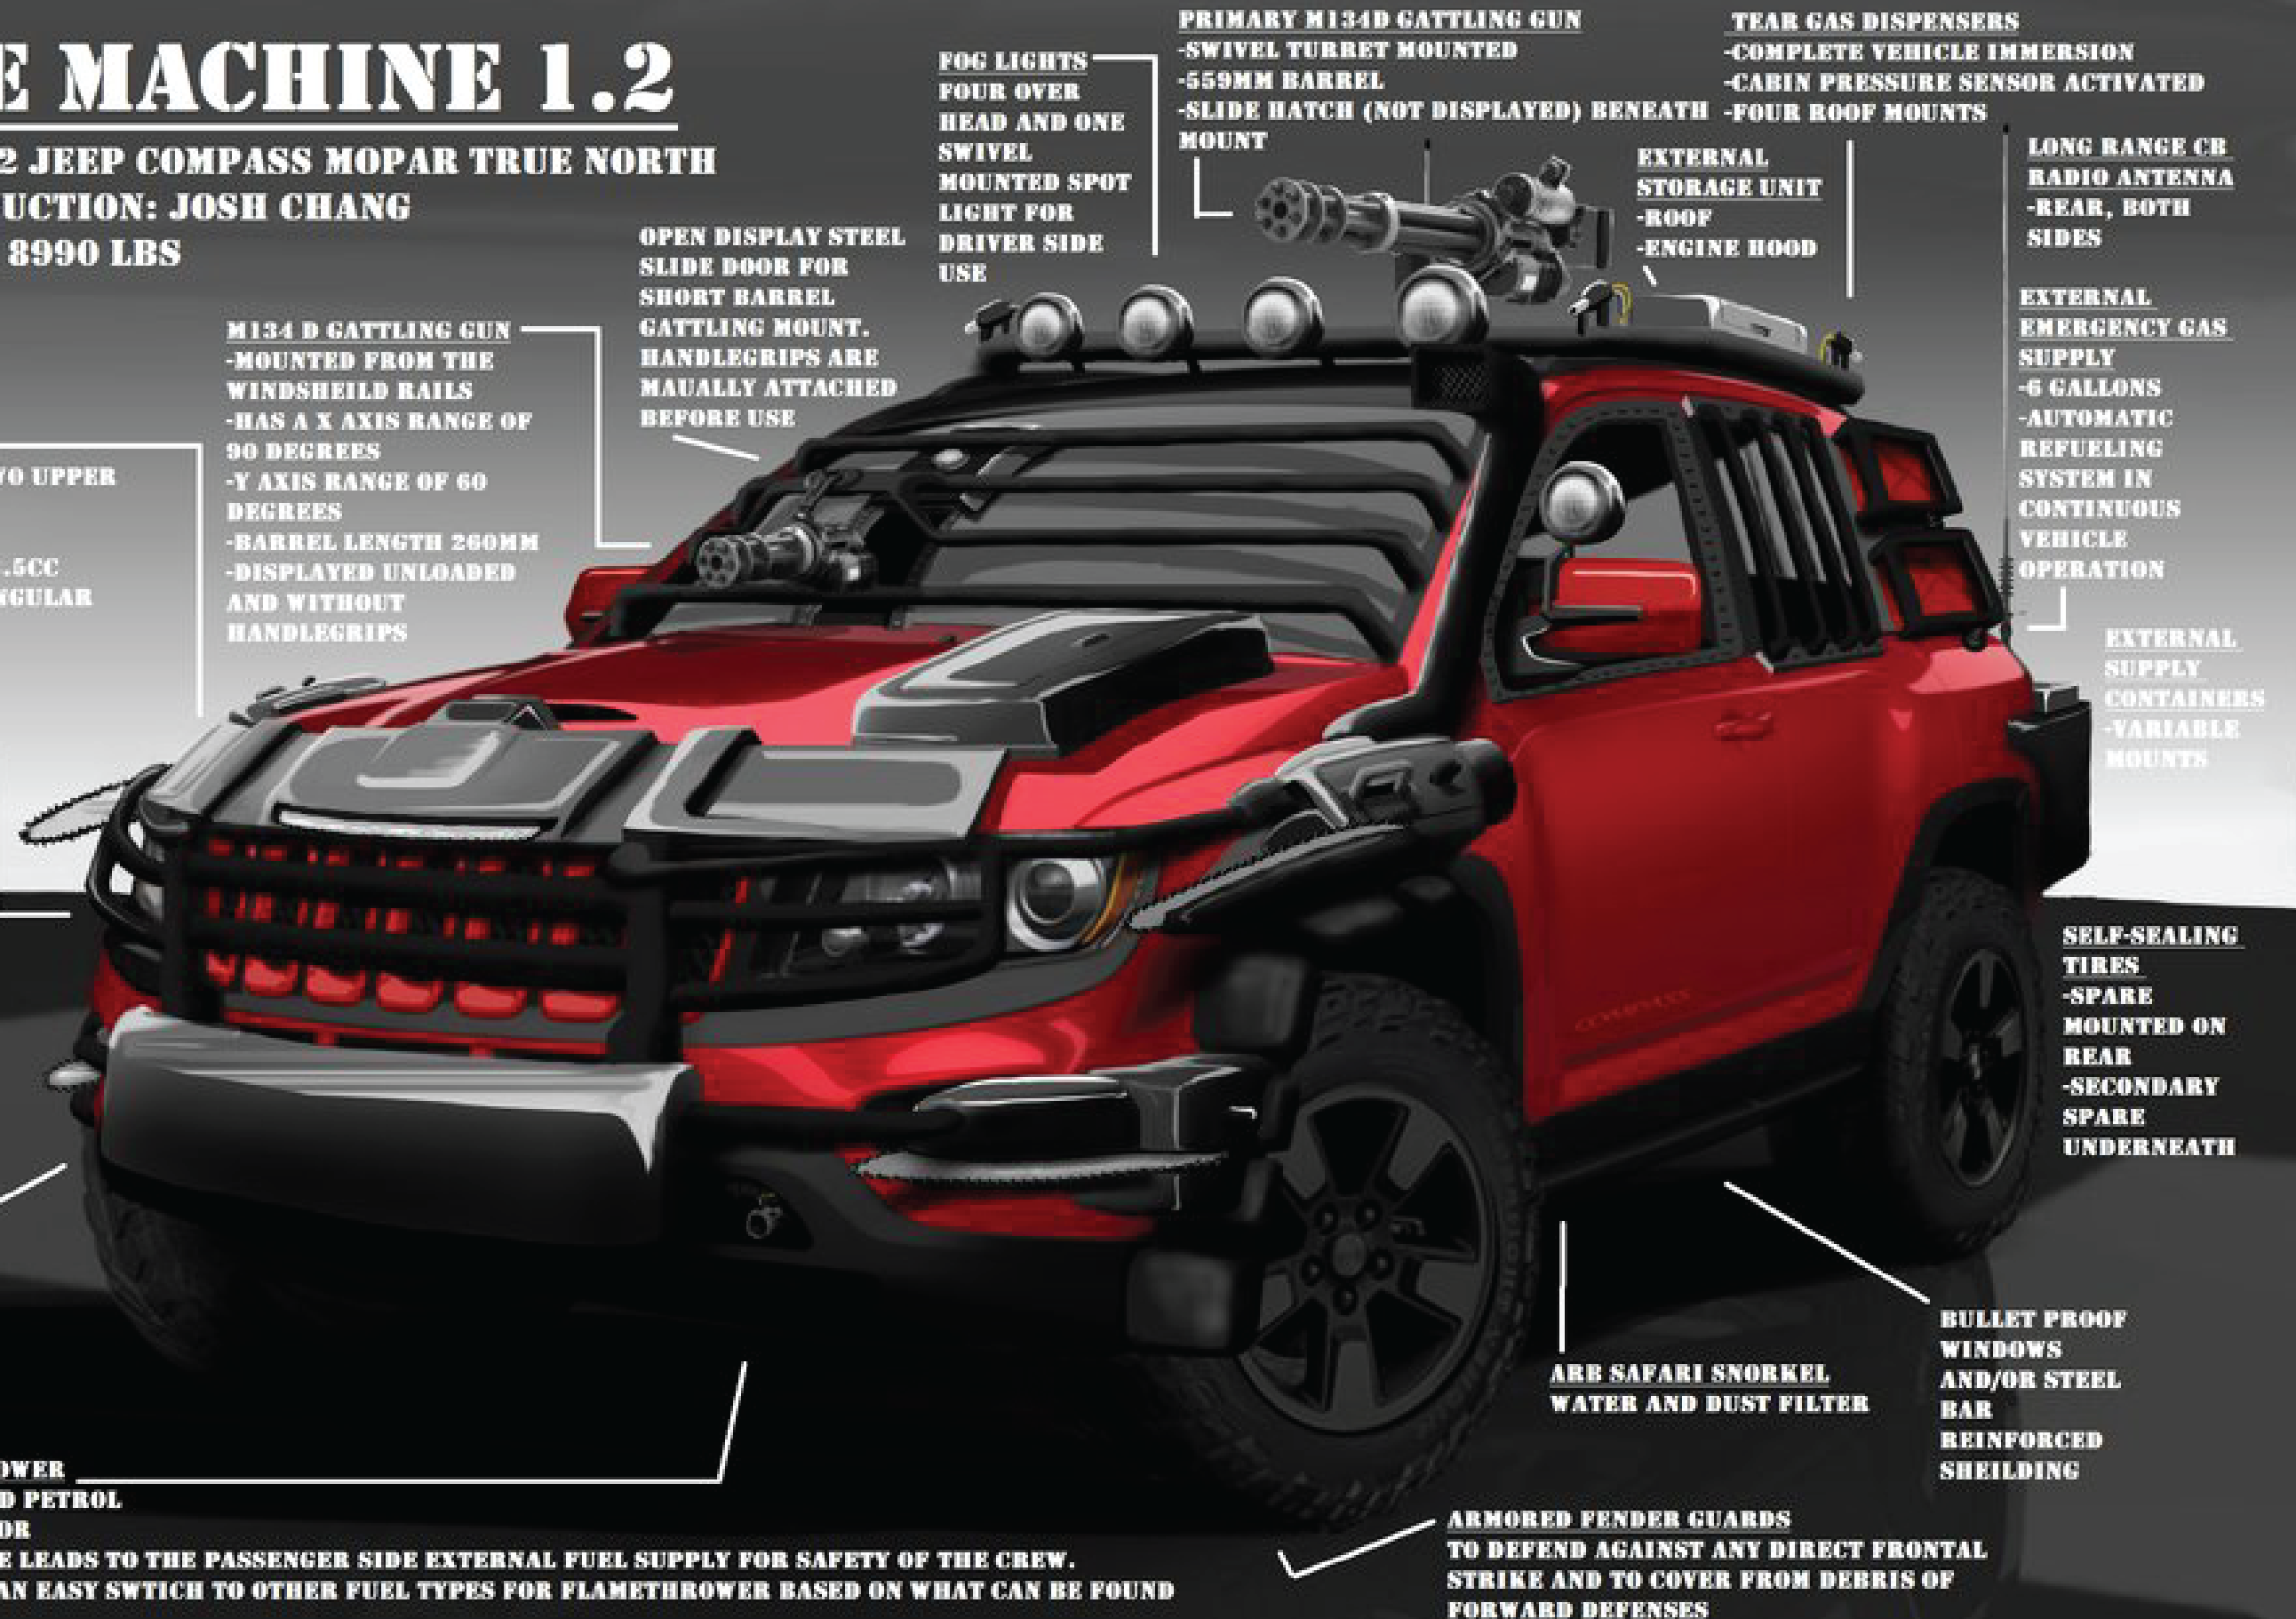 E MACHINE 1.2
2 JEEP COMPASS MOPAR TRUE NORTH
UCTION: JOSH CHANG
8990 LBS
/O UPPER
.5CC
NGULAR
M134 D GATTLING GUN
-MOUNTED FROM THE
WINDSHEILD RAILS
-HAS A X AXIS RANGE OF
90 DEGREES
-Y AXIS RANGE OF 60
DEGREES
-BARREL LENGTH 260MM
-DISPLAYED UNLOADED
AND WITHOUT
HANDLEGRIPS
OPEN DISPLAY STEEL
SLIDE DOOR FOR
SHORT BARREL
GATTLING MOUNT.
HANDLEGRIPS ARE
MAUALLY ATTACHED
BEFORE USE
FOG LIGHTS
FOUR OVER
HEAD AND ONE
SWIVEL
MOUNTED SPOT
LIGHT FOR
DRIVER SIDE
USE
PRIMARY M134D GATTLING GUN
-SWIVEL TURRET MOUNTED
-559MM BARREL
-SLIDE HATCH (NOT DISPLAYED) BENEATH
MOUNT
TEAR GAS DISPENSERS
-COMPLETE VEHICLE IMMERSION
-CABIN PRESSURE SENSOR ACTIVATED
-FOUR ROOF MOUNTS
EXTERNAL
STORAGE UNIT
-ROOF
-ENGINE HOOD
LONG RANGE CB
RADIO ANTENNA
-REAR, BOTH
SIDES
EXTERNAL
EMERGENCY GAS
SUPPLY
-6 GALLONS
-AUTOMATIC
REFUELING
SYSTEM IN
CONTINUOUS
VEHICLE
OPERATION
EXTERNAL
SUPPLY
CONTAINERS
-VARIABLE
MOUNTS
SELF-SEALING
TIRES
-SPARE
MOUNTED ON
REAR
-SECONDARY
SPARE
UNDERNEATH
COMPASS
BULLET PROOF
WINDOWS
AND/OR STEEL
BAR
REINFORCED
SHEILDING
ARB SAFARI SNORKEL
WATER AND DUST FILTER
ARMORED FENDER GUARDS
TO DEFEND AGAINST ANY DIRECT FRONTAL
STRIKE AND TO COVER FROM DEBRIS OF
FORWARD DEFENSES
OWER
D PETROL
OR
E LEADS TO THE PASSENGER SIDE EXTERNAL FUEL SUPPLY FOR SAFETY OF THE CREW.
AN EASY SWTICH TO OTHER FUEL TYPES FOR FLAMETHROWER BASED ON WHAT CAN BE FOUND